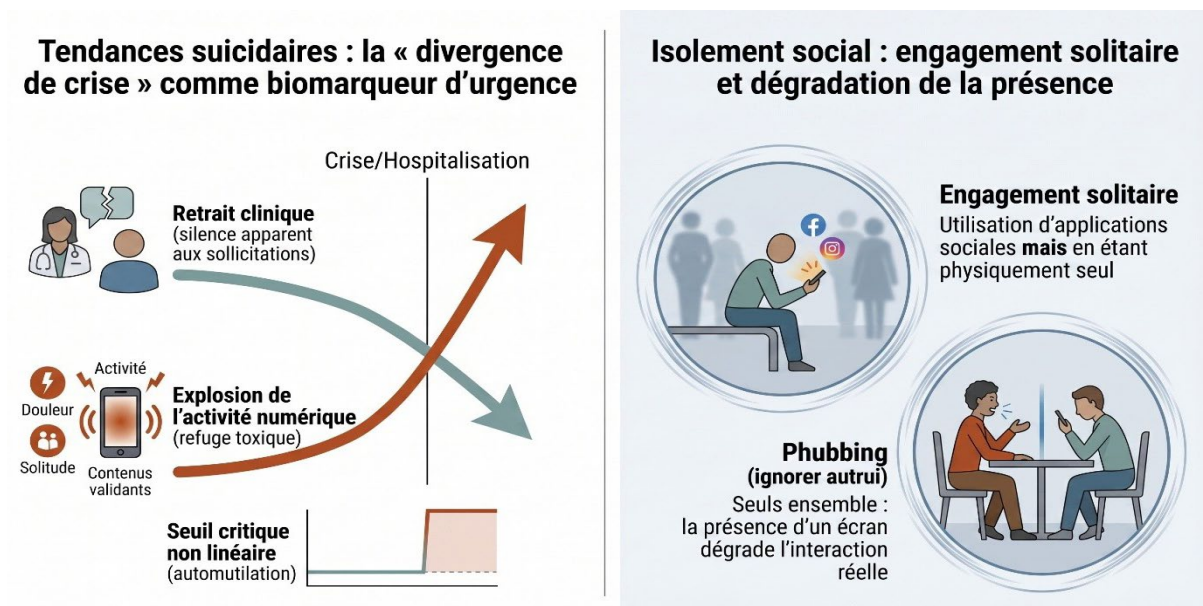 Tendances suicidaires : la « divergence
de crise » comme biomarqueur d’urgence
Crise/Hospitalisation
Retrait clinique
(silence apparent
aux sollicitations)
Activité
Douleur
Solitude
Contenus
validants
Explosion de
l’activité numérique
(refuge toxique)
Seuil critique
non linéaire
(automutilation)
Isolement social : engagement solitaire
et dégradation de la présence
Engagement solitaire
Utilisation d’applications
sociales mais en étant
physiquement seul
Phubbing
(ignorer autrui)
Seuls ensemble :
la présence d’un écran
dégrade l’interaction
réelle